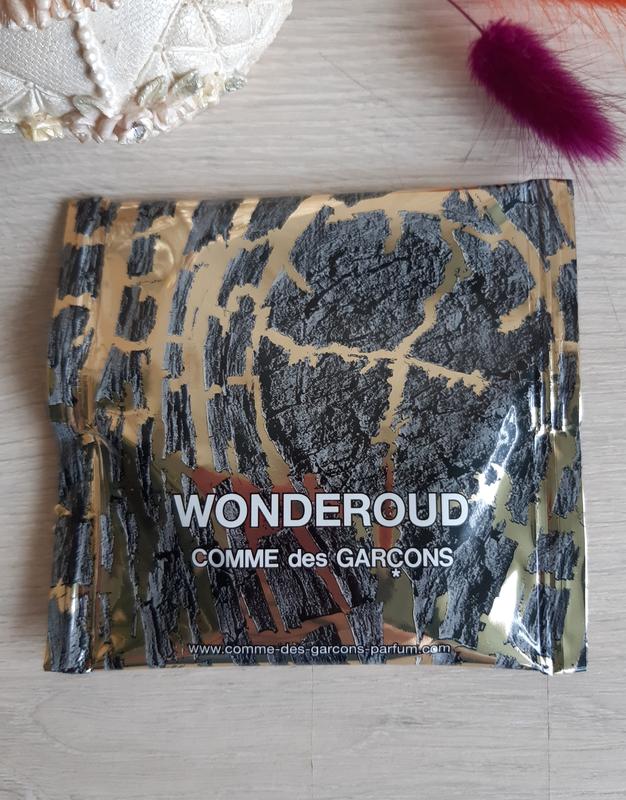 WONDEROUD
COMME des GARÇONS
www.comme-des-garcons-parfum.com